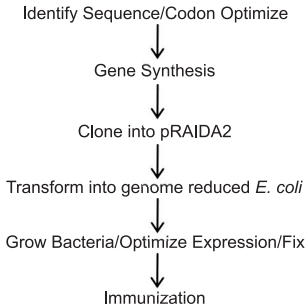 Identify Sequence/Codon Optimize
Gene Synthesis
Clone into pRAIDA2
Transform into genome reduced E. coli
Grow Bacteria/Optimize Expression/Fix
Immunization